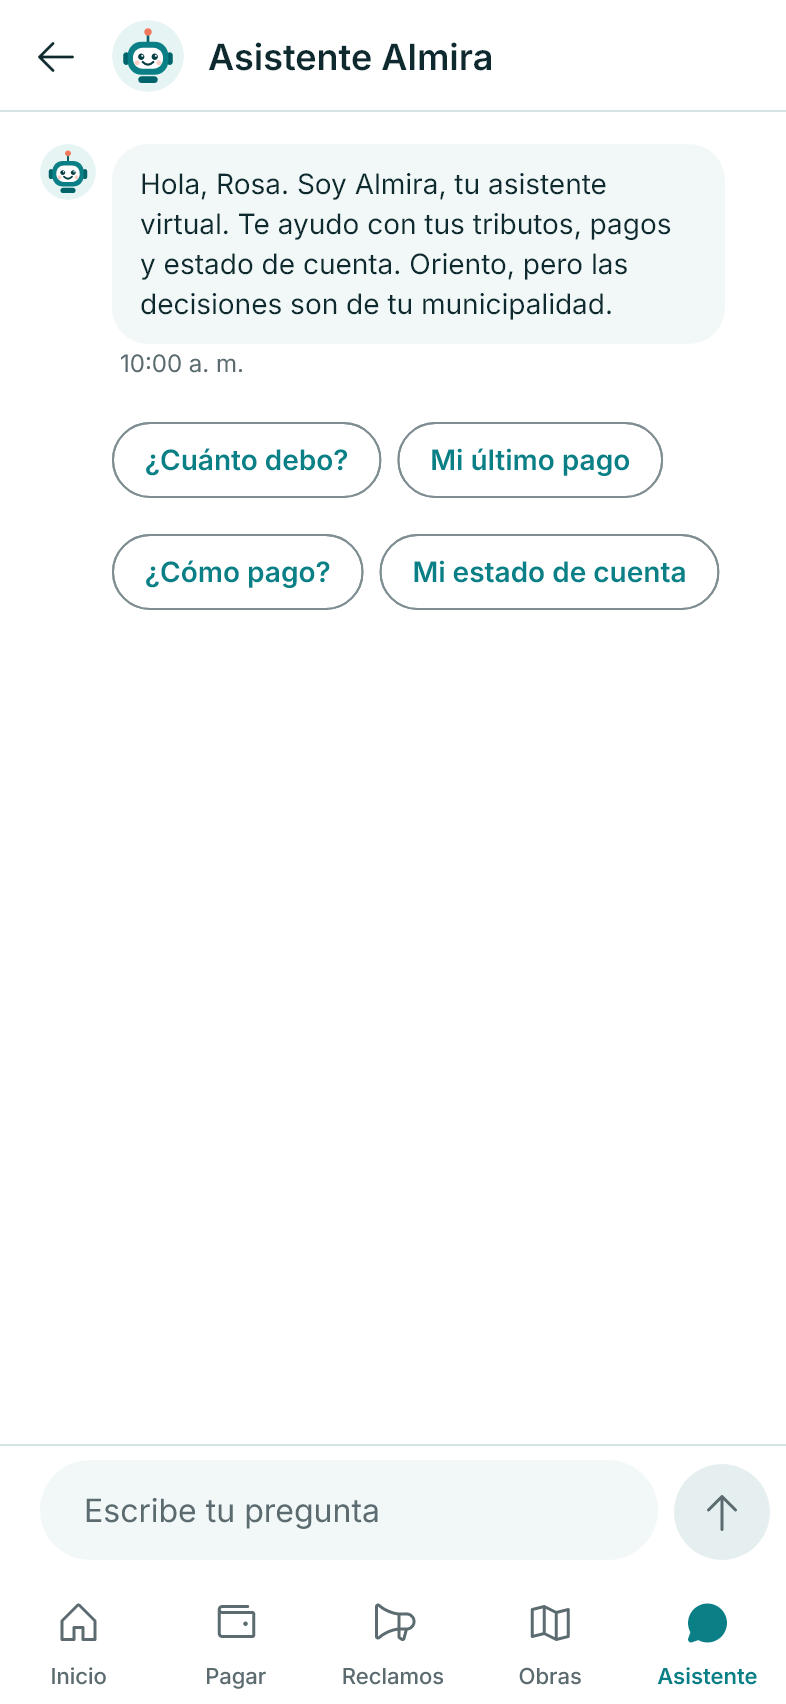 Asistente Almira
Hola, Rosa. Soy Almira, tu asistente
virtual. Te ayudo con tus tributos, pagos
y estado de cuenta. Oriento, pero las
decisiones son de tu municipalidad.
10:00 a. m.
¿Cuánto debo?
Mi último pago
¿Cómo pago?
Mi estado de cuenta
Escribe tu pregunta
Inicio
Pagar
Reclamos
Obras
Asistente